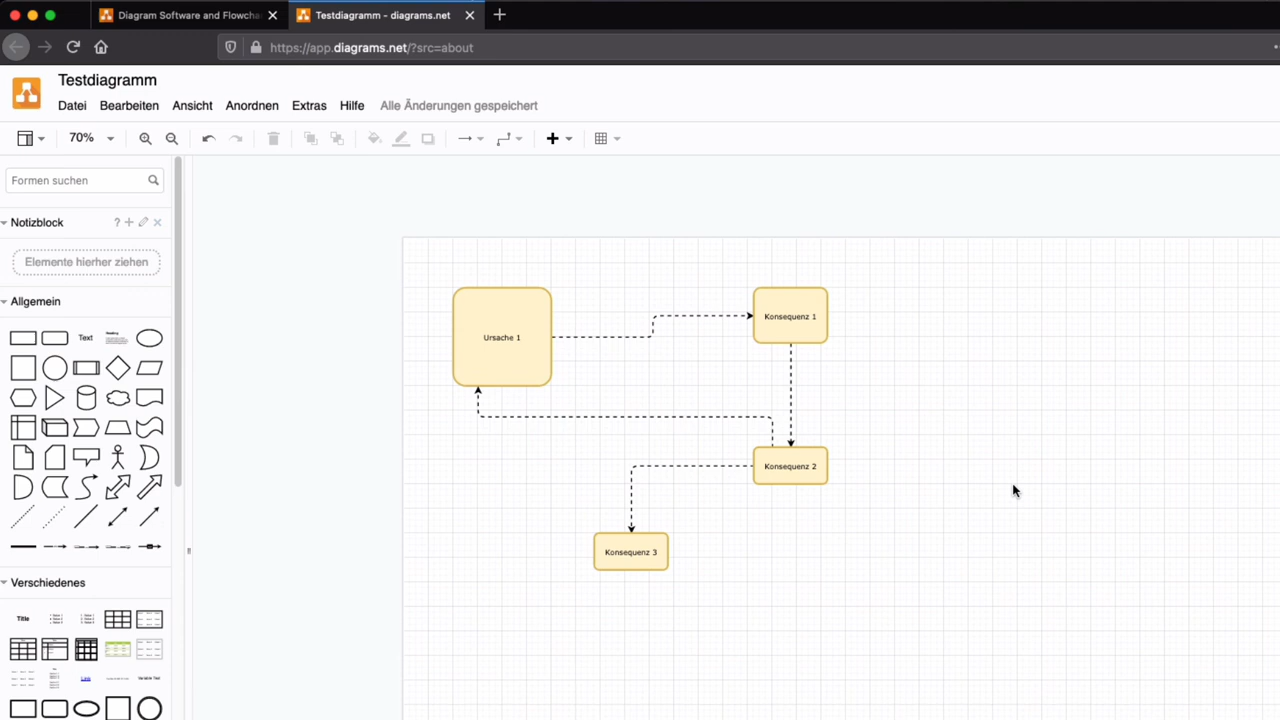 Diagram Software and Flowcha
Testdiagramm – diagrams.net
https://app.diagrams.net/?src=about
Testdiagramm
Datei Bearbeiten Ansicht Anordnen Extras Hilfe Alle Änderungen gespeichert
70%
Formen suchen
Notizblock
Elemente hierher ziehen
Allgemein
Text
Heading
Verschiedenes
Title
Ursache 1
Konsequenz 1
Konsequenz 2
Konsequenz 3